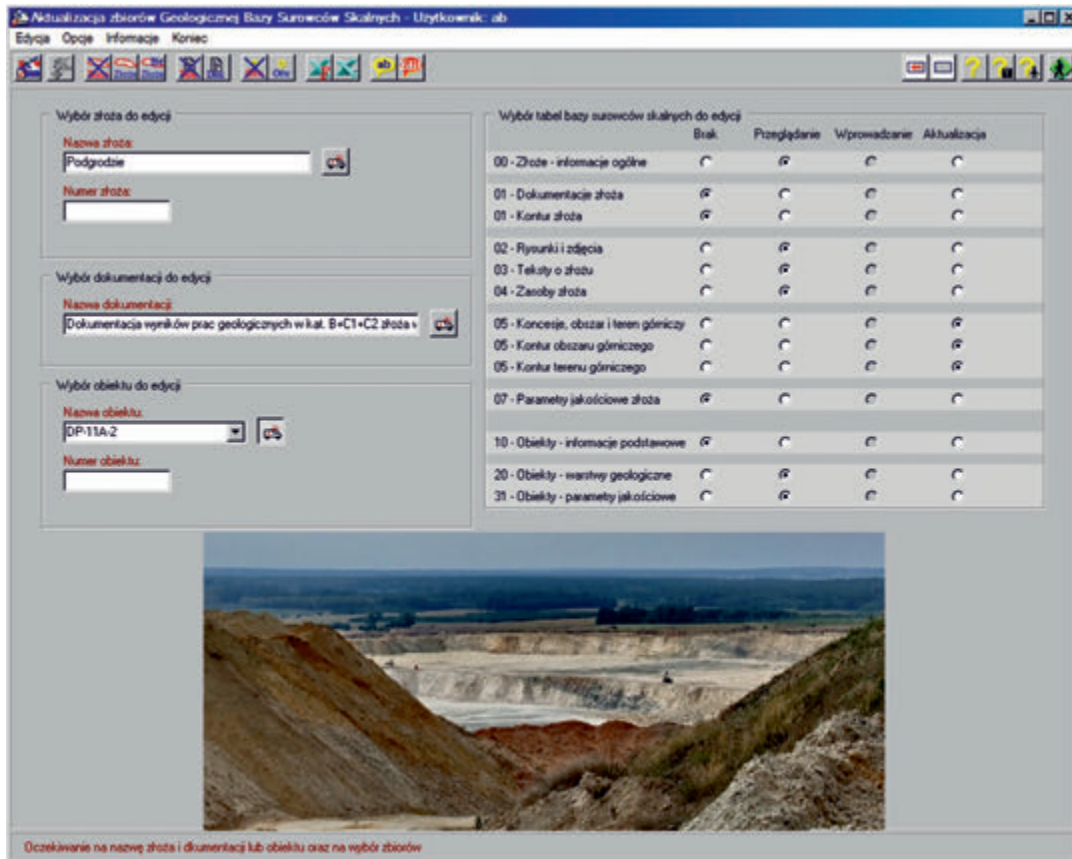 Aktualizacja zbiorów Geologicznej Bazy Surowców Skalnych - Użytkownik: ab
Edycja Opcje Informacje Koniec
Wybór złoża do edycji
Nazwa złoża:
Podgrodzie
Numer złoża:
Wybór dokumentacji do edycji
Nazwa dokumentacji:
Dokumentacja wyników prac geologicznych w kat. B+C1+C2 złoża w
Wybór obiektu do edycji
Nazwa obiektu:
DP-11A-2
Numer obiektu:
Wybór tabel bazy surowców skalnych do edycji
Brak Przeglądanie Wprowadzanie Aktualizacja
00 - Złoże - informacje ogólne
01 - Dokumentacje złoża
01 - Kontur złoża
02 - Rysunki i zdjęcia
03 - Teksty o złożu
04 - Zasoby złoża
05 - Koncesje, obszar i teren górniczy
05 - Kontur obszaru górniczego
05 - Kontur terenu górniczego
07 - Parametry jakościowe złoża
10 - Obiekty - informacje podstawowe
20 - Obiekty - warstwy geologiczne
31 - Obiekty - parametry jakościowe
Oczekiwanie na nazwę złoża i dkumentacji lub obiektu oraz na wybór zbiorów